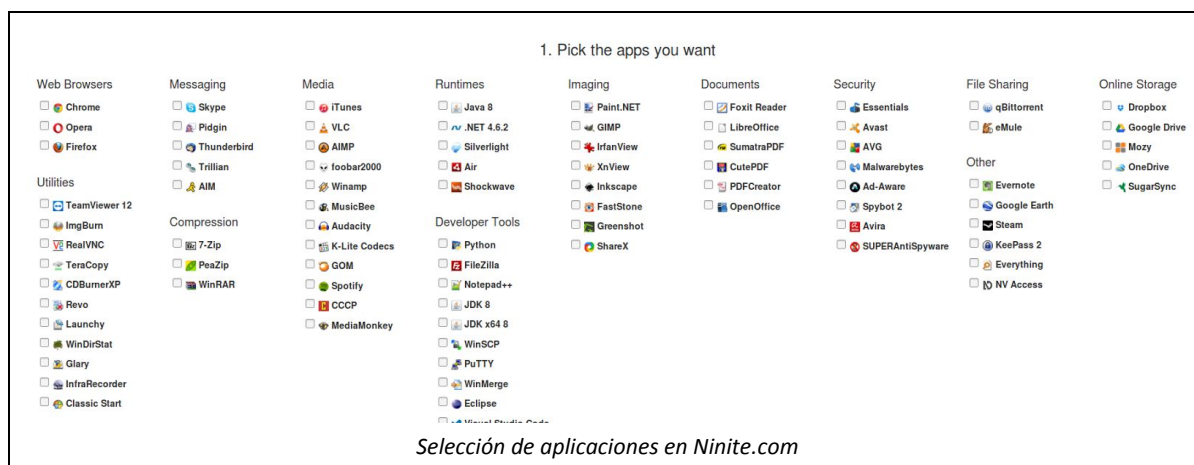 1. Pick the apps you want
Web Browsers
Chrome
Opera
Firefox
Utilities
TeamViewer 12
ImgBurn
RealVNC
TeraCopy
CDBurnerXP
Revo
Launchy
WinDirStat
Glary
InfraRecorder
Classic Start
Messaging
Skype
Pidgin
Thunderbird
Trillian
AIM
Compression
7-Zip
PeaZip
WinRAR
Media
iTunes
VLC
AIMP
foobar2000
Winamp
MusicBee
Audacity
K-Lite Codecs
GOM
Spotify
CCCP
MediaMonkey
Runtimes
Java 8
.NET 4.6.2
Silverlight
Air
Shockwave
Developer Tools
Python
FileZilla
Notepad++
JDK 8
JDK x64 8
WinSCP
PuTTY
WinMerge
Eclipse
Visual Studio Code
Imaging
Paint.NET
GIMP
IrfanView
XnView
Inkscape
FastStone
Greenshot
ShareX
Documents
Foxit Reader
LibreOffice
SumatraPDF
CutePDF
PDFCreator
OpenOffice
Security
Essentials
Avast
AVG
Malwarebytes
Ad-Aware
Spybot 2
Avira
SUPERAntiSpyware
File Sharing
qBittorrent
eMule
Other
Evernote
Google Earth
Steam
KeePass 2
Everything
NV Access
Online Storage
Dropbox
Google Drive
Mozy
OneDrive
SugarSync
Selección de aplicaciones en Ninite.com